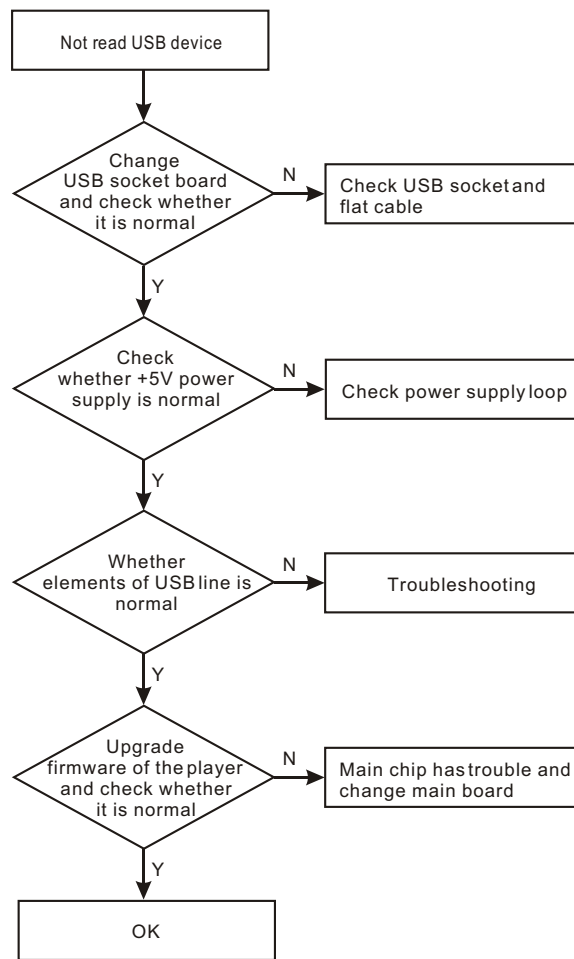 Not read USB device
Change
USB socket board
and check whether
it is normal
N
Check USB socket and
flat cable
Y
Check
whether +5V power
supply is normal
N
Check power supply loop
Y
Whether
elements of USB line is
normal
N
Troubleshooting
Y
Upgrade
firmware of the player
and check whether
it is normal
N
Main chip has trouble and
change main board
Y
OK